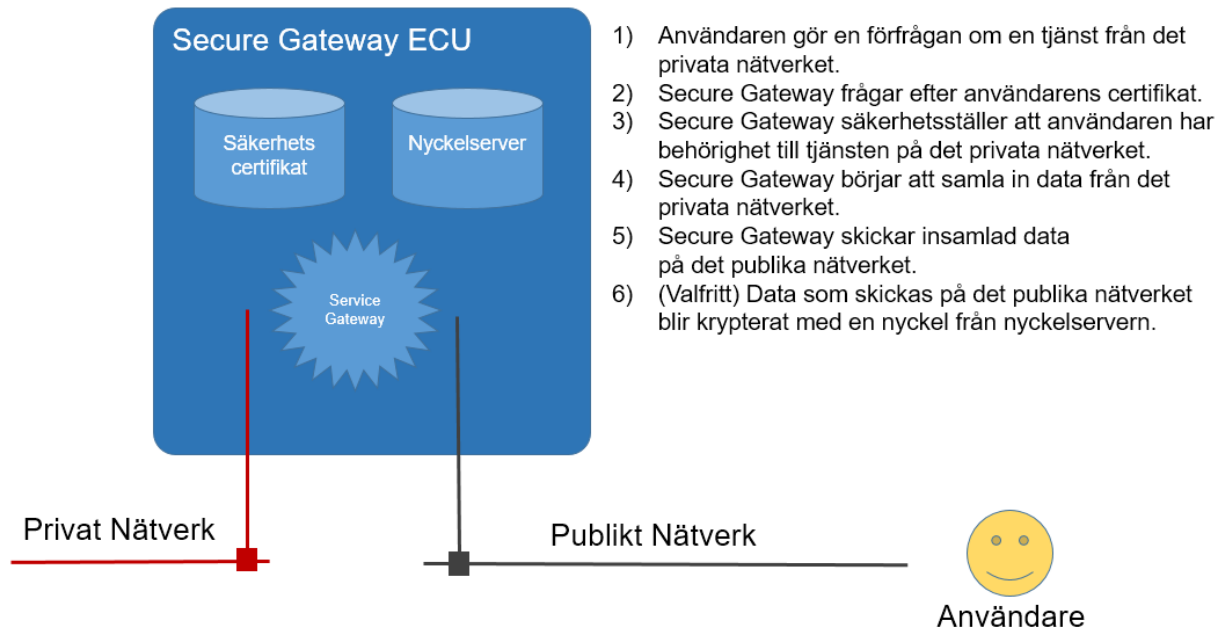 Secure Gateway ECU
Säkerhets
certifikat
Nyckelserver
Service
Gateway
1) Användaren gör en förfrågan om en tjänst från det
privata nätverket.
2) Secure Gateway frågar efter användarens certifikat.
3) Secure Gateway säkerhetsställer att användaren har
behörighet till tjänsten på det privata nätverket.
4) Secure Gateway börjar att samla in data från det
privata nätverket.
5) Secure Gateway skickar insamlad data
på det publika nätverket.
6) (Valfritt) Data som skickas på det publika nätverket
blir krypterat med en nyckel från nyckelservern.
Privat Nätverk
Publikt Nätverk
Användare